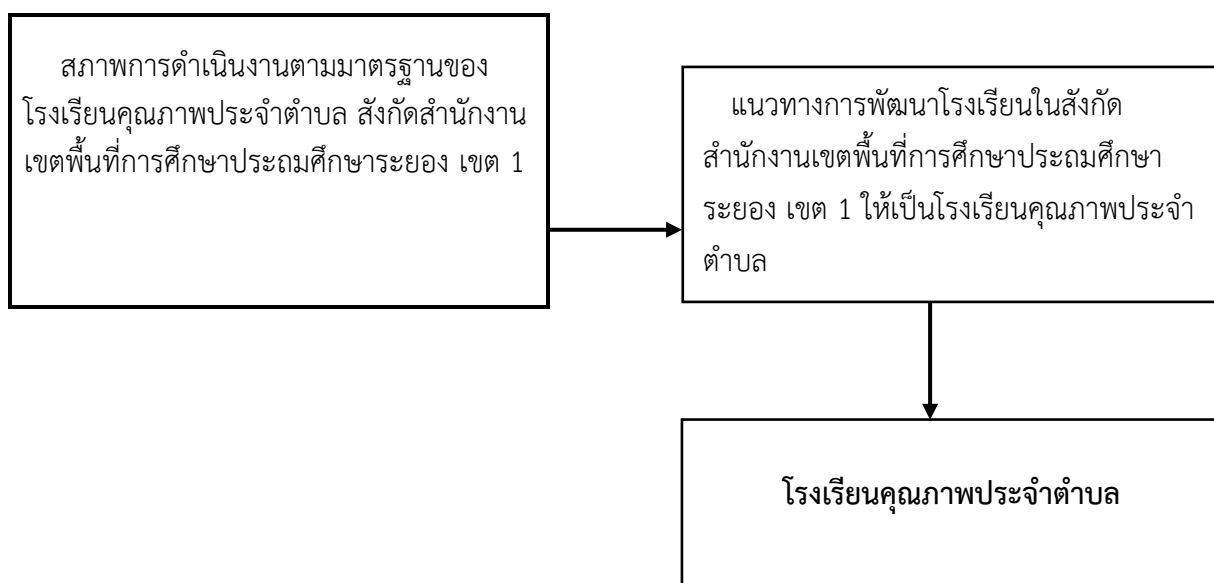 สภาพการดำเนินงานตามมาตรฐานของ
โรงเรียนคุณภาพประจำตำบล สังกัดสำนักงาน
เขตพื้นที่การศึกษาประถมศึกษาระยอง เขต 1
แนวทางการพัฒนาโรงเรียนในสังกัด
สำนักงานเขตพื้นที่การศึกษาประถมศึกษา
ระยอง เขต 1 ให้เป็นโรงเรียนคุณภาพประจำ
ตำบล
โรงเรียนคุณภาพประจำตำบล